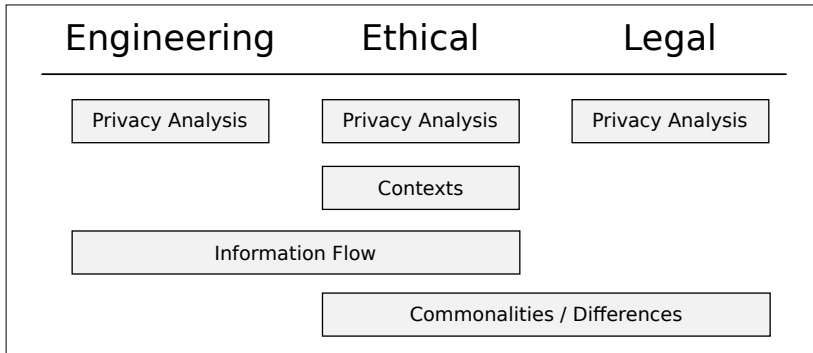 Engineering Ethical Legal
Privacy Analysis Privacy Analysis Privacy Analysis
Contexts
Information Flow
Commonalities / Differences